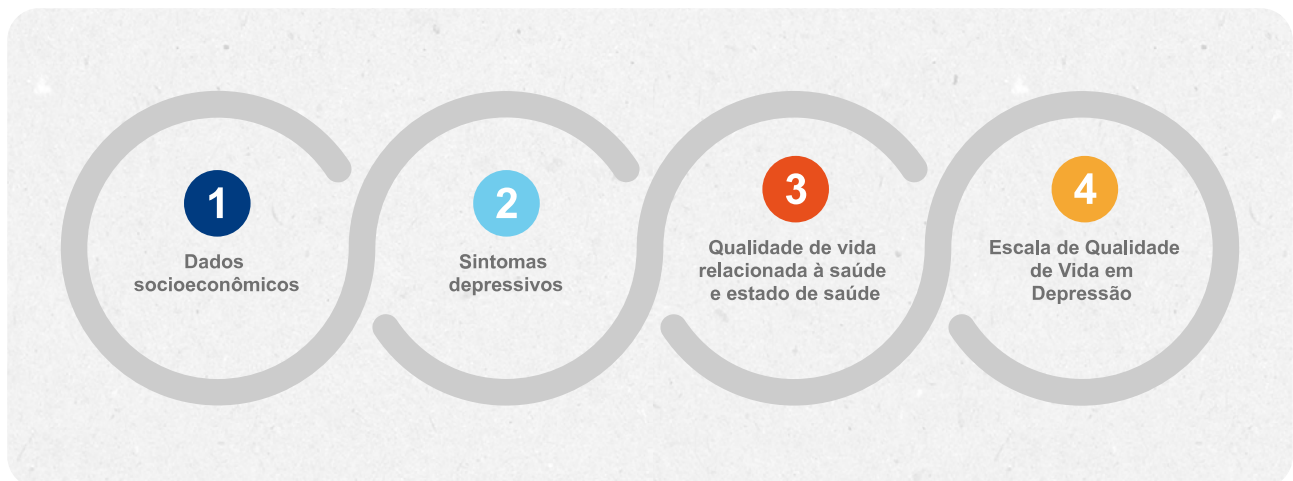 1
Dados
socioeconômicos
2
Sintomas
depressivos
3
Qualidade de vida
relacionada à saúde
e estado de saúde
4
Escala de Qualidade
de Vida em
Depressão